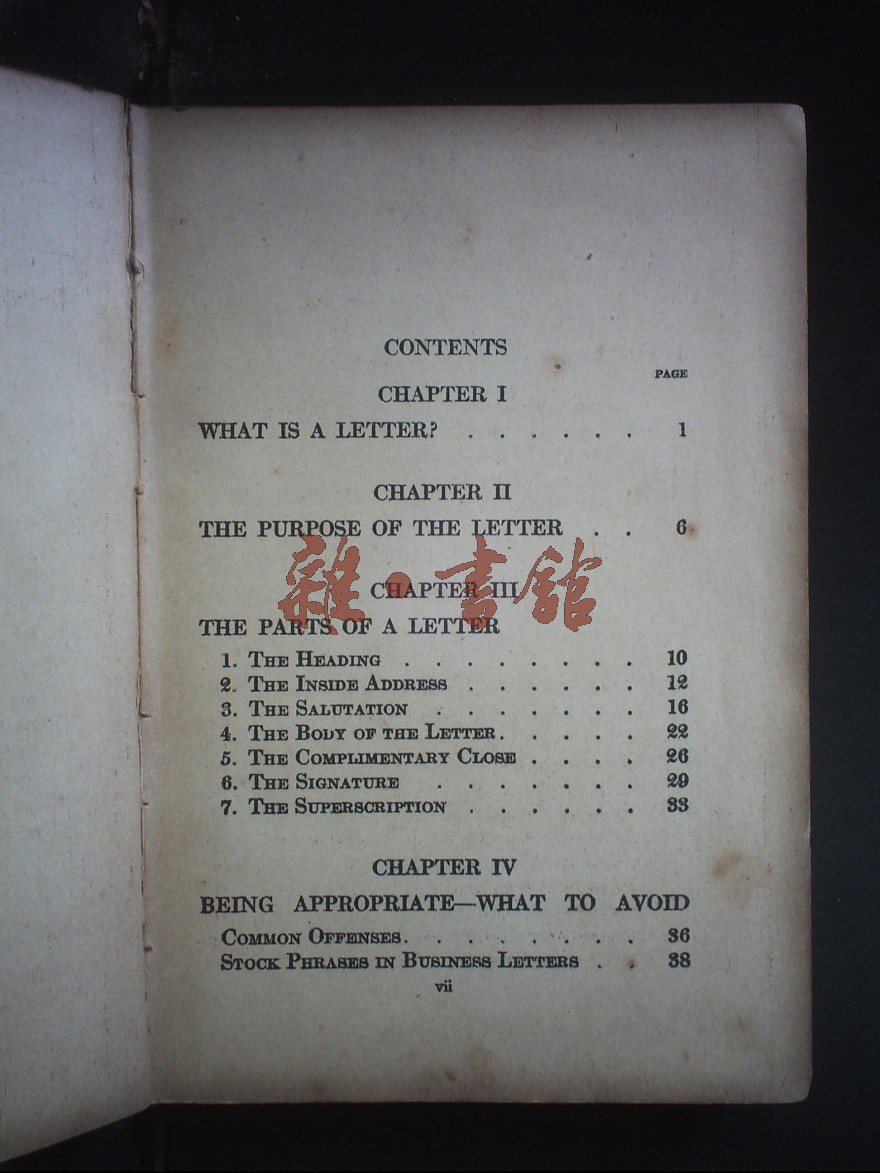 CONTENTS
PAGE
CHAPTER I
WHAT IS A LETTER? . . . . . . 1
CHAPTER II
THE PURPOSE OF THE LETTER . . 6
雜·書館
CHAPTER III
THE PARTS OF A LETTER
1. THE HEADING . . . . . . . . 10
2. THE INSIDE ADDRESS . . . . . . 12
3. THE SALUTATION . . . . . . . 16
4. THE BODY OF THE LETTER. . . . . 22
5. THE COMPLIMENTARY CLOSE . . . . 26
6. THE SIGNATURE . . . . . . . 29
7. THE SUPERSCRIPTION . . . . . . 33
CHAPTER IV
BEING APPROPRIATE—WHAT TO AVOID
COMMON OFFENSES. . . . . . . . 36
STOCK PHRASES IN BUSINESS LETTERS . . 38
vii